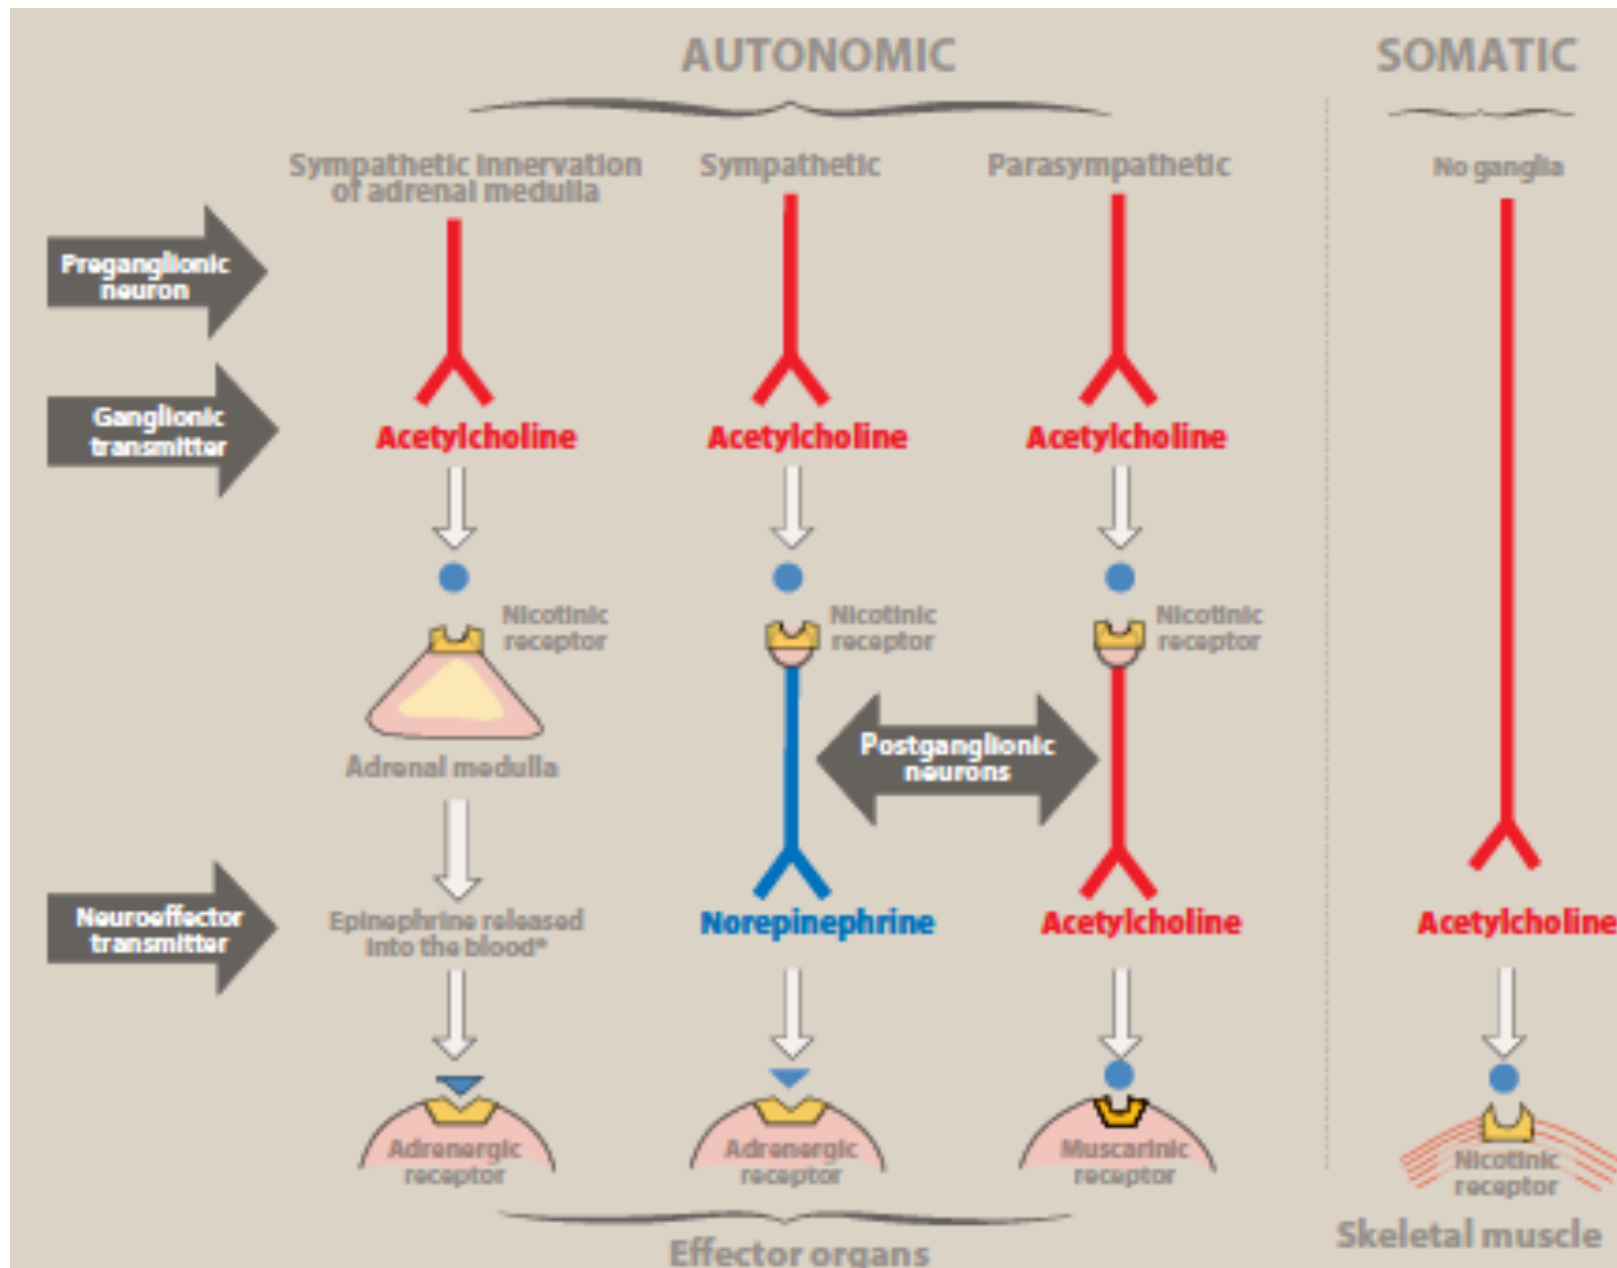 AUTONOMIC
SOMATIC
Sympathetic innervation
of adrenal medulla
Sympathetic
Parasympathetic
No ganglia
Preganglionic
neuron
Ganglionic
transmitter
Acetylcholine
Acetylcholine
Acetylcholine
Nicotinic
receptor
Nicotinic
receptor
Nicotinic
receptor
Adrenal medulla
Postganglionic
neurons
Neuroeffector
transmitter
Epinephrine released
into the blood*
Norepinephrine
Acetylcholine
Acetylcholine
Adrenergic
receptor
Adrenergic
receptor
Muscarinic
receptor
Nicotinic
receptor
Effector organs
Skeletal muscle